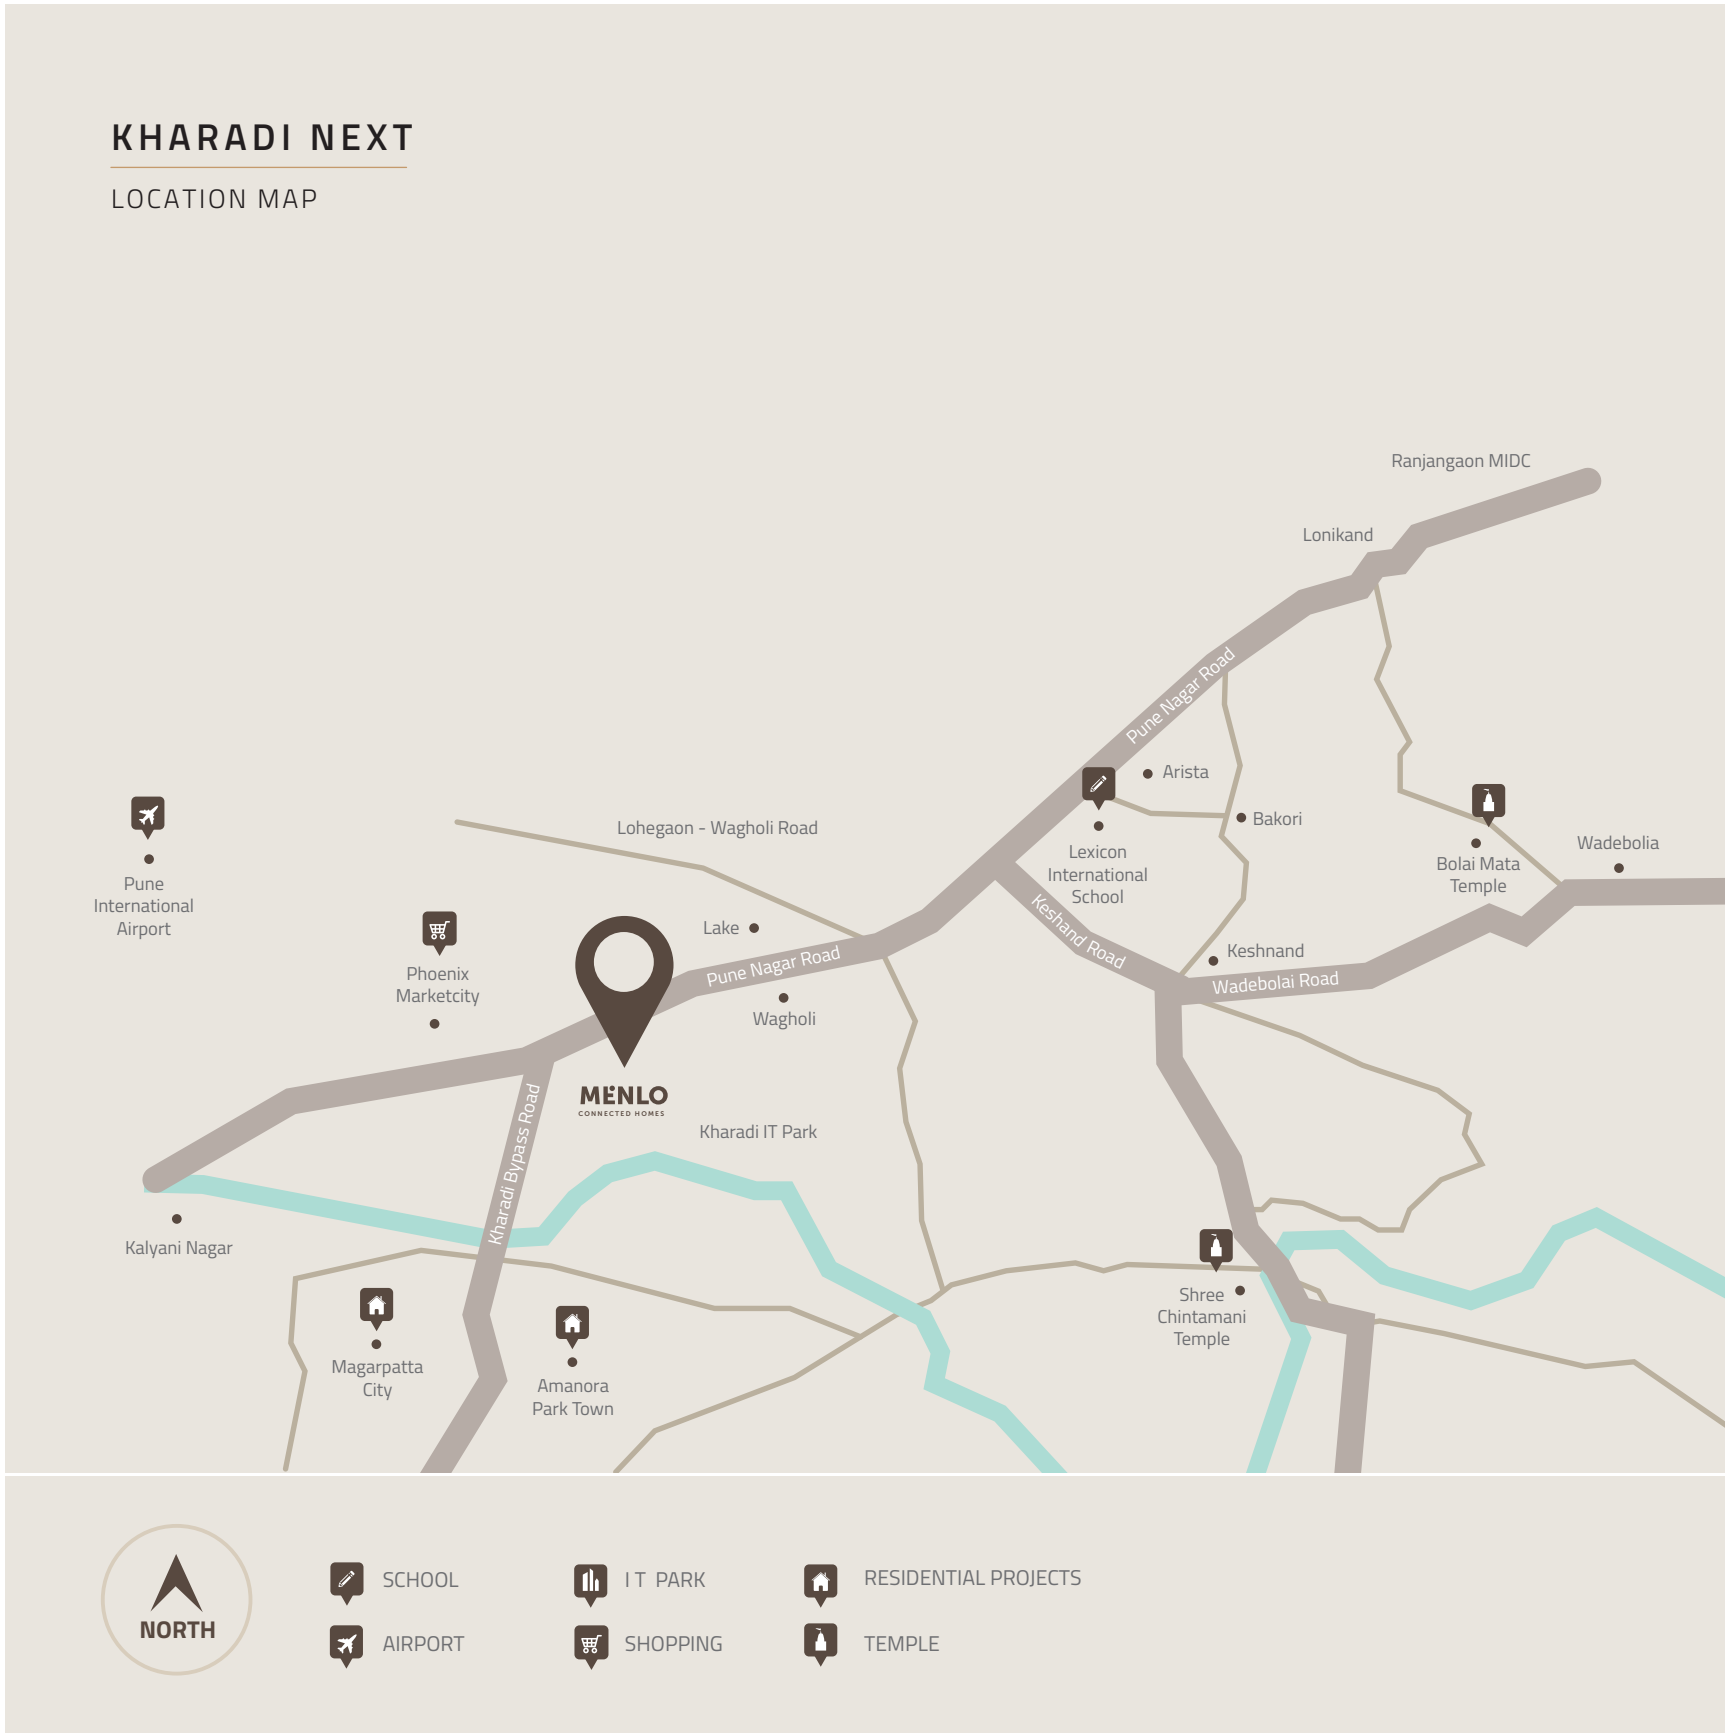 KHARADI NEXT
LOCATION MAP
Ranjangaon MIDC
Lonikand
Pune Nagar Road
Arista
Bakori
Lexicon
International
School
Bolai Mata
Temple
Wadebolia
Lohegaon - Wagholi Road
Pune
International
Airport
Phoenix
Marketcity
Lake
Pune Nagar Road
Wagholi
Keshand Road
Keshnand
Wadebolai Road
MENLO
CONNECTED HOMES
Kharadi IT Park
Kharadi Bypass Road
Kalyani Nagar
Shree
Chintamani
Temple
Magarpatta
City
Amanora
Park Town
NORTH
SCHOOL
IT PARK
RESIDENTIAL PROJECTS
AIRPORT
SHOPPING
TEMPLE